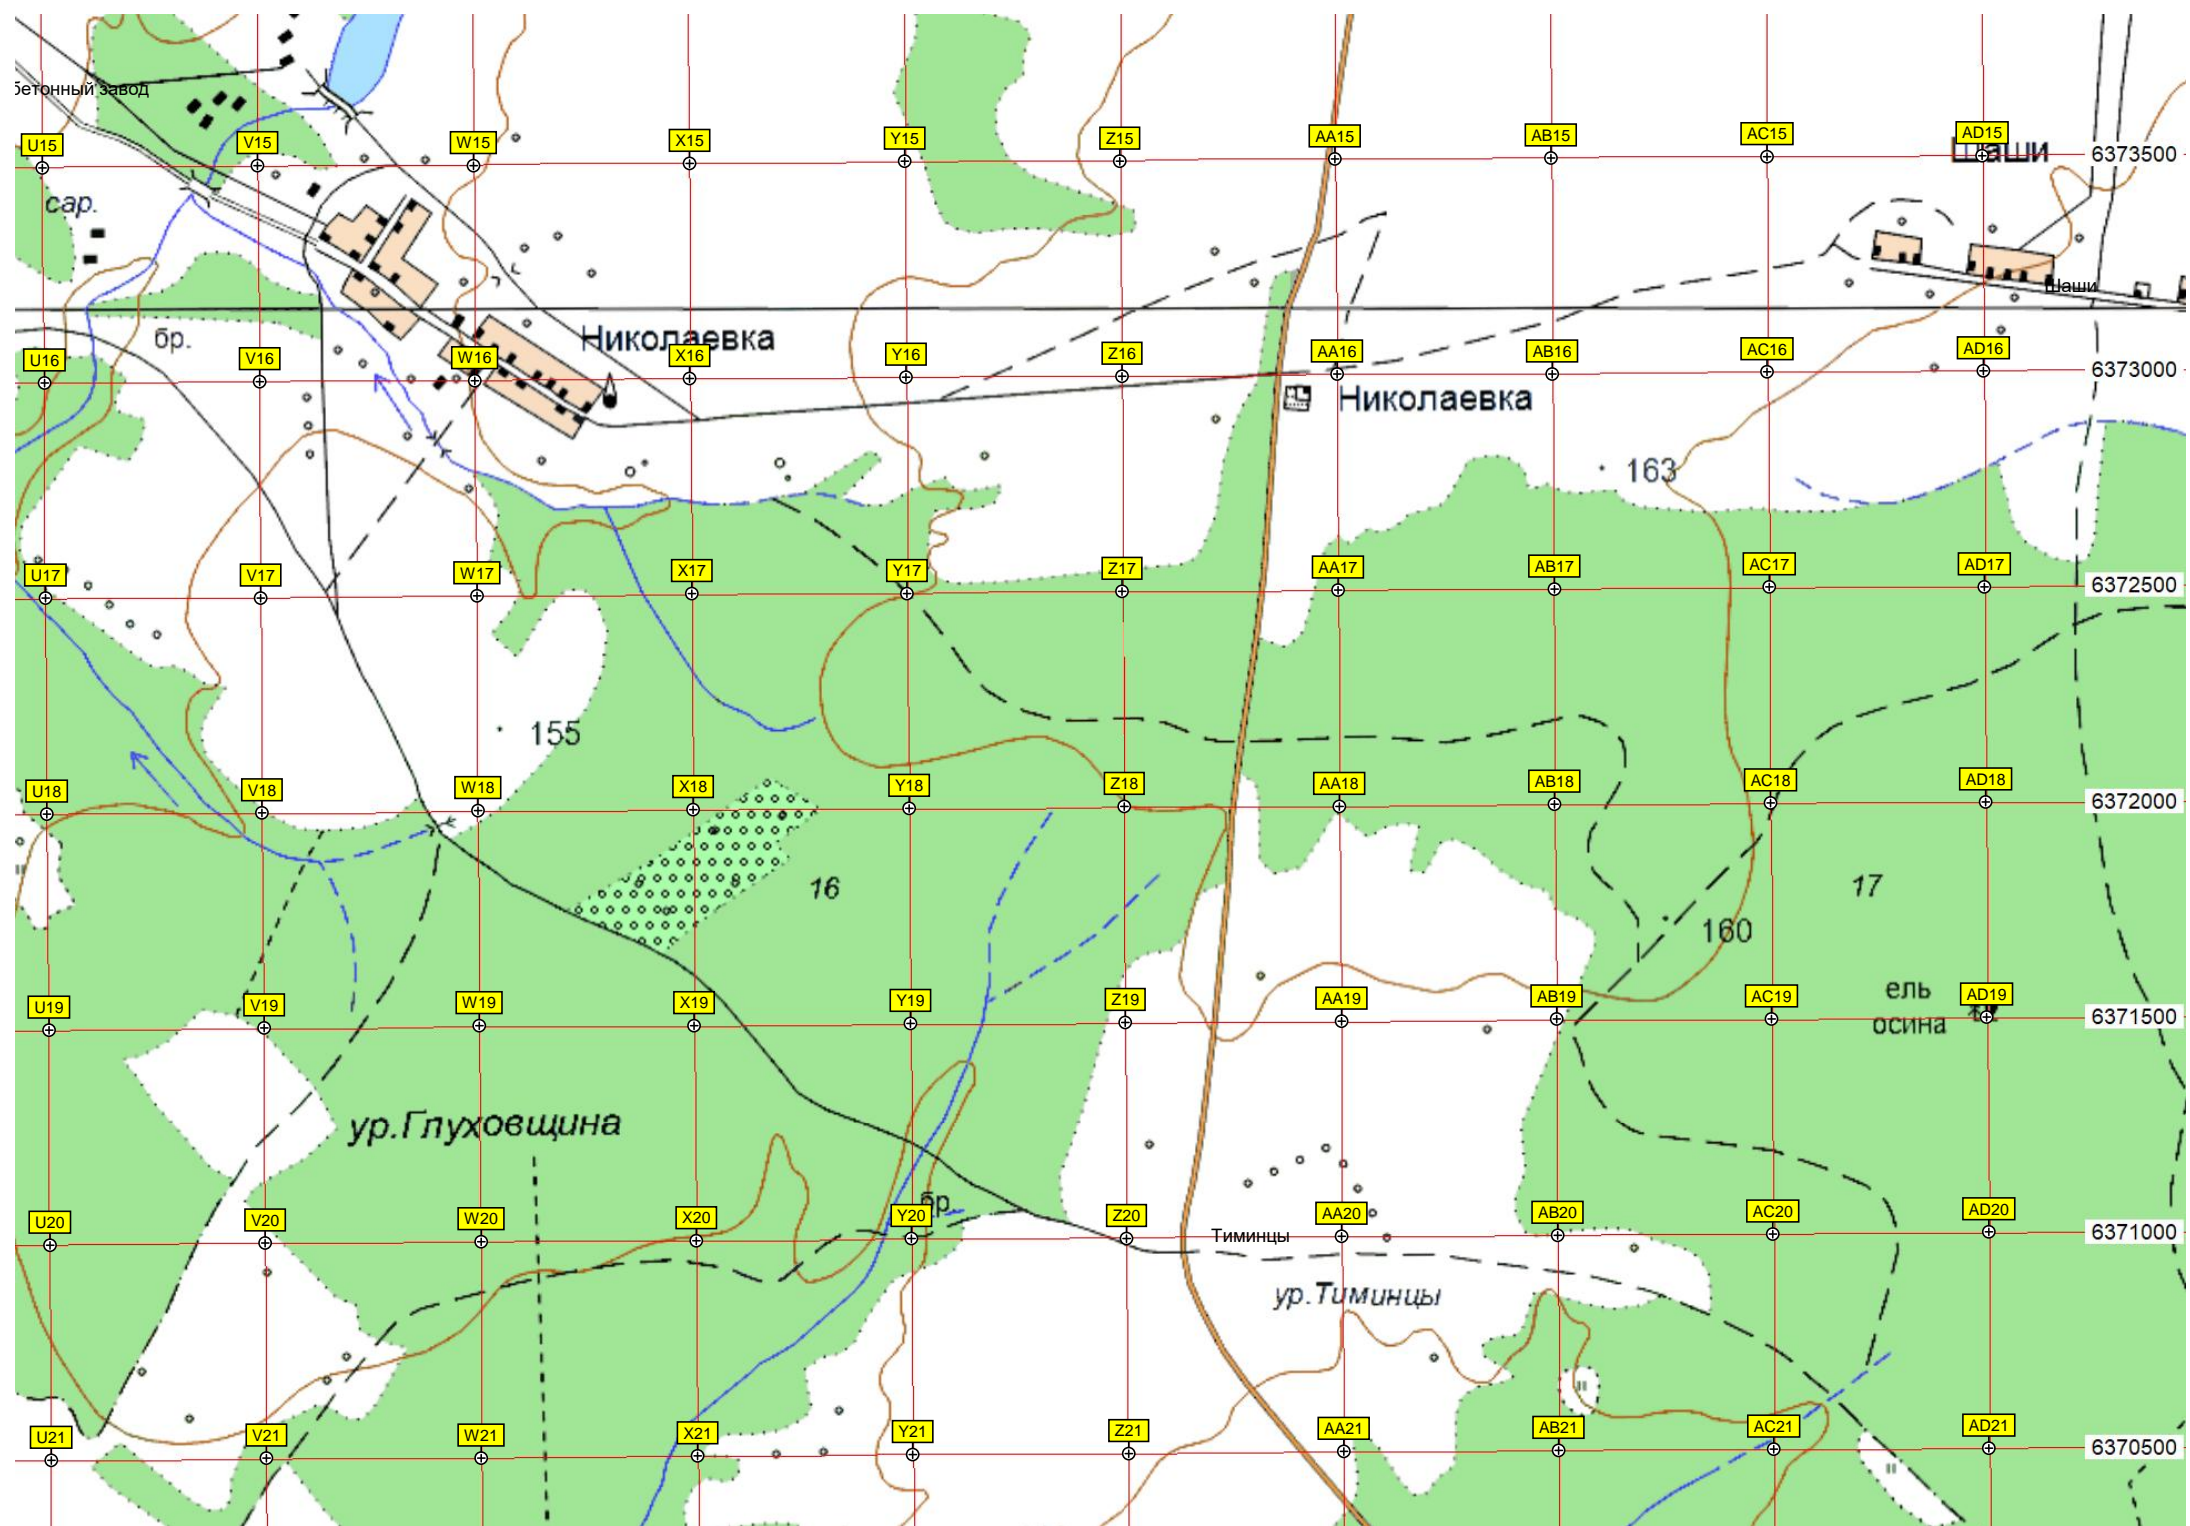 бетонный завод
U15 V15 W15 X15 Y15 Z15 AA15 AB15 AC15 AD15
Шаши
6373500
сар.
Шаши
бр.
Николаевка
U16 V16 W16 X16 Y16 Z16 AA16 AB16 AC16 AD16
6373000
Николаевка
163
U17 V17 W17 X17 Y17 Z17 AA17 AB17 AC17 AD17
6372500
155
U18 V18 W18 X18 Y18 Z18 AA18 AB18 AC18 AD18
6372000
16
17
160
ель
осина
U19 V19 W19 X19 Y19 Z19 AA19 AB19 AC19 AD19
6371500
ур.Глуховщина
бр.
U20 V20 W20 X20 Y20 Z20 AA20 AB20 AC20 AD20
6371000
Тиминцы
ур.Тиминцы
U21 V21 W21 X21 Y21 Z21 AA21 AB21 AC21 AD21
6370500